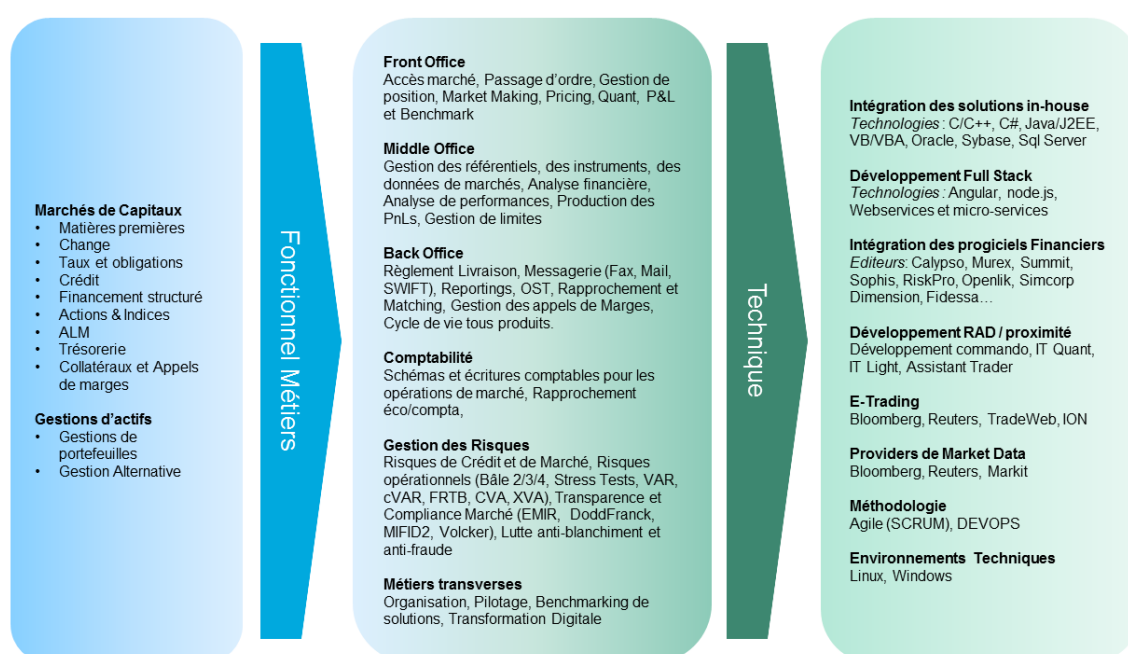 Marchés de Capitaux
• Matières premières
• Change
• Taux et obligations
• Crédit
• Financement structuré
• Actions & Indices
• ALM
• Trésorerie
• Collatéraux et Appels
de marges
Gestions d'actifs
• Gestions de
portefeuilles
• Gestion Alternative
Fonctionnel Métiers
Front Office
Accès marché, Passage d'ordre, Gestion de
position, Market Making, Pricing, Quant, P&L
et Benchmark
Middle Office
Gestion des référentiels, des instruments, des
données de marchés, Analyse financière,
Analyse de performances, Production des
PnLs, Gestion de limites
Back Office
Règlement Livraison, Messagerie (Fax, Mail,
SWIFT), Reportings, OST, Rapprochement et
Matching, Gestion des appels de Marges,
Cycle de vie tous produits.
Comptabilité
Schémas et écritures comptables pour les
opérations de marché, Rapprochement
éco/compta,
Gestion des Risques
Risques de Crédit et de Marché, Risques
opérationnels (Bâle 2/3/4, Stress Tests, VAR,
cVAR, FRTB, CVA, XVA), Transparence et
Compliance Marché (EMIR, DoddFranck,
MIFID2, Volcker), Lutte anti-blanchiment et
anti-fraude
Métiers transverses
Organisation, Pilotage, Benchmarking de
solutions, Transformation Digitale
Technique
Intégration des solutions in-house
Technologies : C/C++, C#, Java/J2EE,
VB/VBA, Oracle, Sybase, Sql Server
Développement Full Stack
Technologies : Angular, node.js,
Webservices et micro-services
Intégration des progiciels Financiers
Editeurs: Calypso, Murex, Summit,
Sophis, RiskPro, Openlik, Simcorp
Dimension, Fidessa…
Développement RAD / proximité
Développement commando, IT Quant,
IT Light, Assistant Trader
E-Trading
Bloomberg, Reuters, TradeWeb, ION
Providers de Market Data
Bloomberg, Reuters, Markit
Méthodologie
Agile (SCRUM), DEVOPS
Environnements Techniques
Linux, Windows